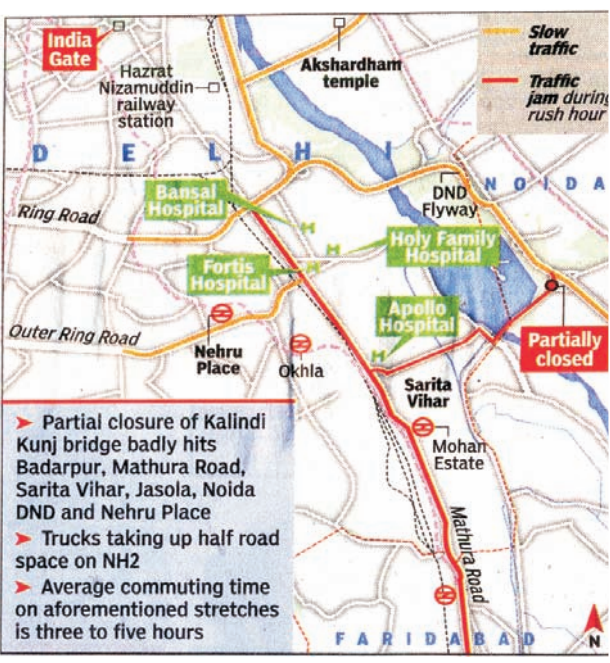 India
Gate
Hazrat
Nizamuddin
railway
station
Akshardham
temple
Slow
traffic
Traffic
jam during
rush hour
DELHI
NOIDA
Bansal
Hospital
Ring Road
DND
Flyway
Holy Family
Hospital
Fortis
Hospital
Apollo
Hospital
Partially
closed
Outer Ring Road
Nehru
Place
Okhla
Sarita
Vihar
Mohan
Estate
Mathura Road
➤ Partial closure of Kalindi
Kunj bridge badly hits
Badarpur, Mathura Road,
Sarita Vihar, Jasola, Noida
DND and Nehru Place
➤ Trucks taking up half road
space on NH2
➤ Average commuting time
on aforementioned stretches
is three to five hours
FARIDABAD
N
H
H
H
H